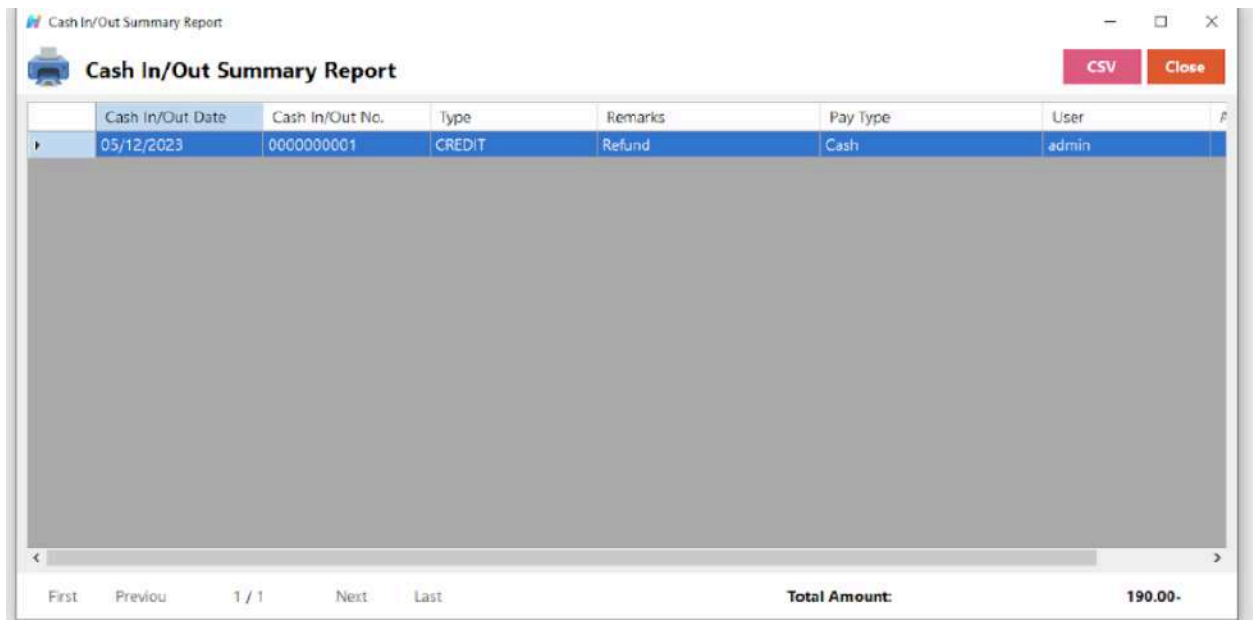 Cash In/Out Summary Report
Cash In/Out Summary Report CSV Close
Cash In/Out Date Cash In/Out No. Type Remarks Pay Type User
05/12/2023 0000000001 CREDIT Refund Cash admin
First Previou 1 / 1 Next Last Total Amount: 190.00-